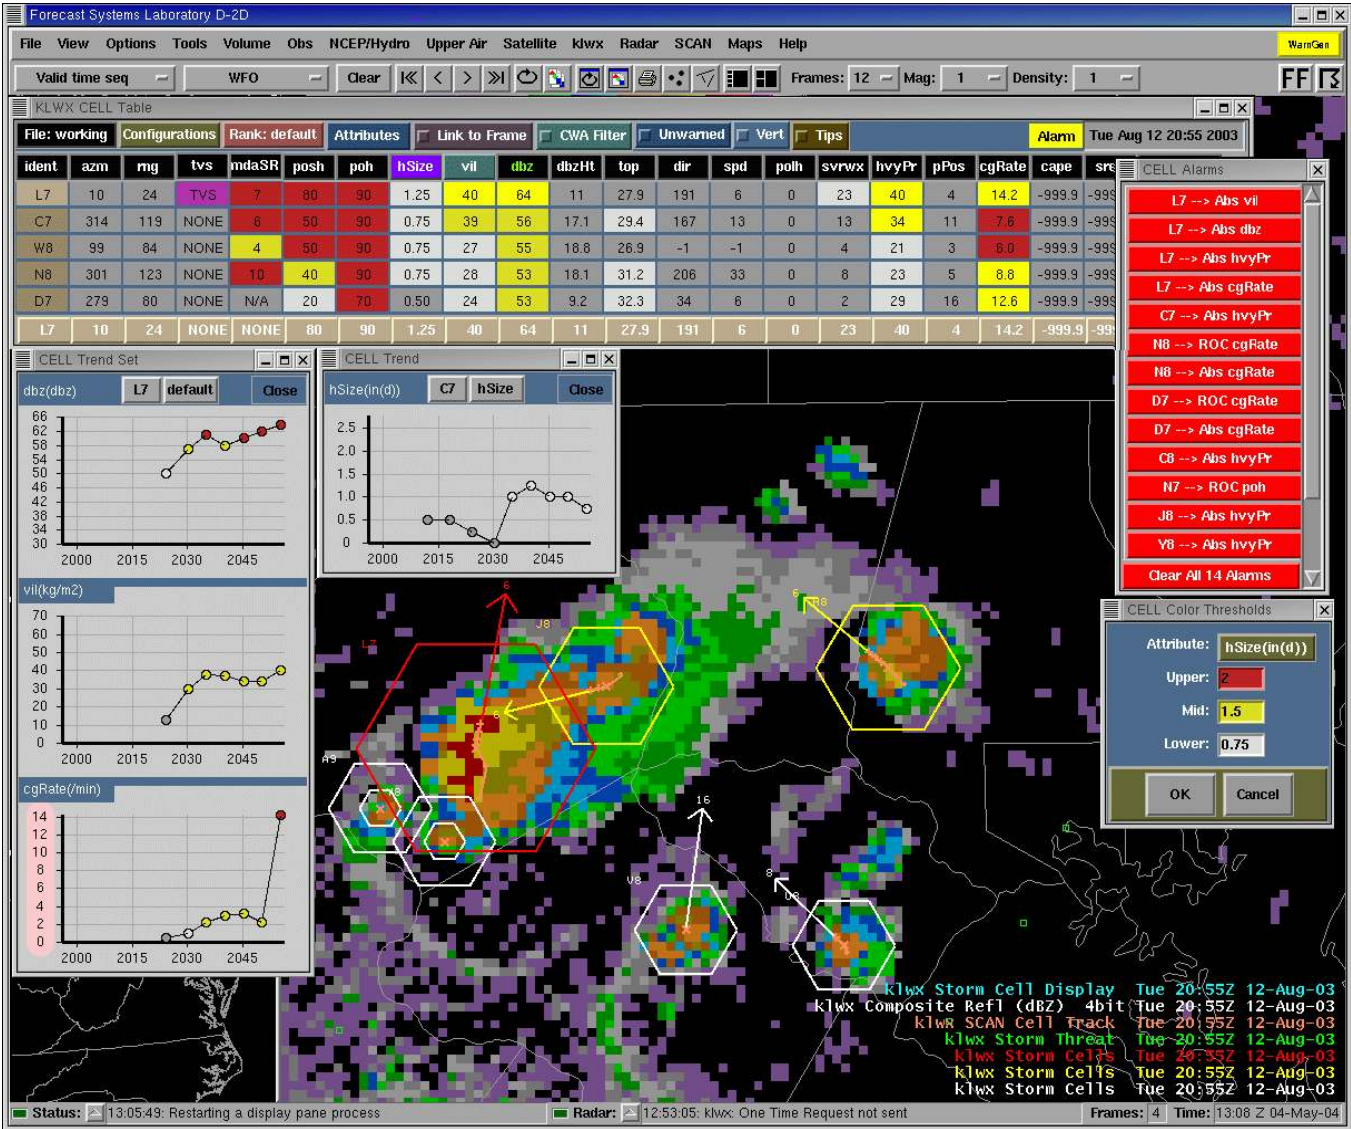 Forecast Systems Laboratory D-2D
File View Options Tools Volume Obs NCEP/Hydro Upper Air Satellite klwx Radar SCAN Maps Help WarnGen
Valid time seq WFO Clear Frames: 12 Mag: 1 Density: 1 FF
KLWX CELL Table
File: working Configurations Rank: default Attributes Link to Frame CWA Filter Unwarned Vert Tips Alarm Tue Aug 12 20:55 2003
ident azm rng tvs mdaSR posh poh hSize vil dbz dbzHt top dir spd polh svrwx hvyPr pPos cgRate cape
L7 10 24 TVS 7 80 90 1.25 40 64 11 27.9 191 6 0 23 40 4 14.2 -999.9
C7 314 119 NONE 6 50 90 0.75 39 56 17.1 29.4 167 13 0 13 34 11 7.6 -999.9
W8 99 84 NONE 4 50 90 0.75 27 55 18.8 26.9 -1 -1 0 4 21 3 6.0 -999.9
N8 301 123 NONE 10 40 90 0.75 28 53 18.1 31.2 206 33 0 8 23 5 8.8 -999.9
D7 279 80 NONE N/A 20 70 0.50 24 53 9.2 32.3 34 6 0 2 29 16 12.6 -999.9
L7 10 24 NONE NONE 80 90 1.25 40 64 11 27.9 191 6 0 23 40 4 14.2 -999.9
CELL Alarms
L7 --> Abs vil
L7 --> Abs dbz
L7 --> Abs hvyPr
L7 --> Abs cgRate
C7 --> Abs hvyPr
N8 --> ROC cgRate
N8 --> Abs cgRate
D7 --> ROC cgRate
D7 --> Abs cgRate
C8 --> Abs hvyPr
N7 --> ROC poh
J8 --> Abs hvyPr
Y8 --> Abs hvyPr
Clear All 14 Alarms
CELL Trend Set
dbz(dbz) L7 default Close
66
62
58
54
50
46
42
38
34
30
2000 2015 2030 2045
vil(kg/m2)
70
60
50
40
30
20
10
0
2000 2015 2030 2045
cgRate(/min)
14
12
10
8
6
4
2
0
2000 2015 2030 2045
CELL Trend
hSize(in(d)) C7 hSize Close
2.5
2.0
1.5
1.0
0.5
0
2000 2015 2030 2045
CELL Color Thresholds
Attribute: hSize(in(d))
Upper: 2
Mid: 1.5
Lower: 0.75
OK Cancel
6
J8
L7
6
6
A9
16
V8
8
klwx Storm Cell Display Tue 20:55Z 12-Aug-03
klwx Composite Refl (dBZ) 4bit Tue 20:55Z 12-Aug-03
klwx SCAN Cell Track Tue 20:55Z 12-Aug-03
klwx Storm Threat Tue 20:55Z 12-Aug-03
klwx Storm Cells Tue 20:55Z 12-Aug-03
klwx Storm Cells Tue 20:55Z 12-Aug-03
klwx Storm Cells Tue 20:55Z 12-Aug-03
Status: 13:05:49: Restarting a display pane process Radar: 12:53:05: klwx: One Time Request not sent Frames: 4 Time: 13:08 Z 04-May-04